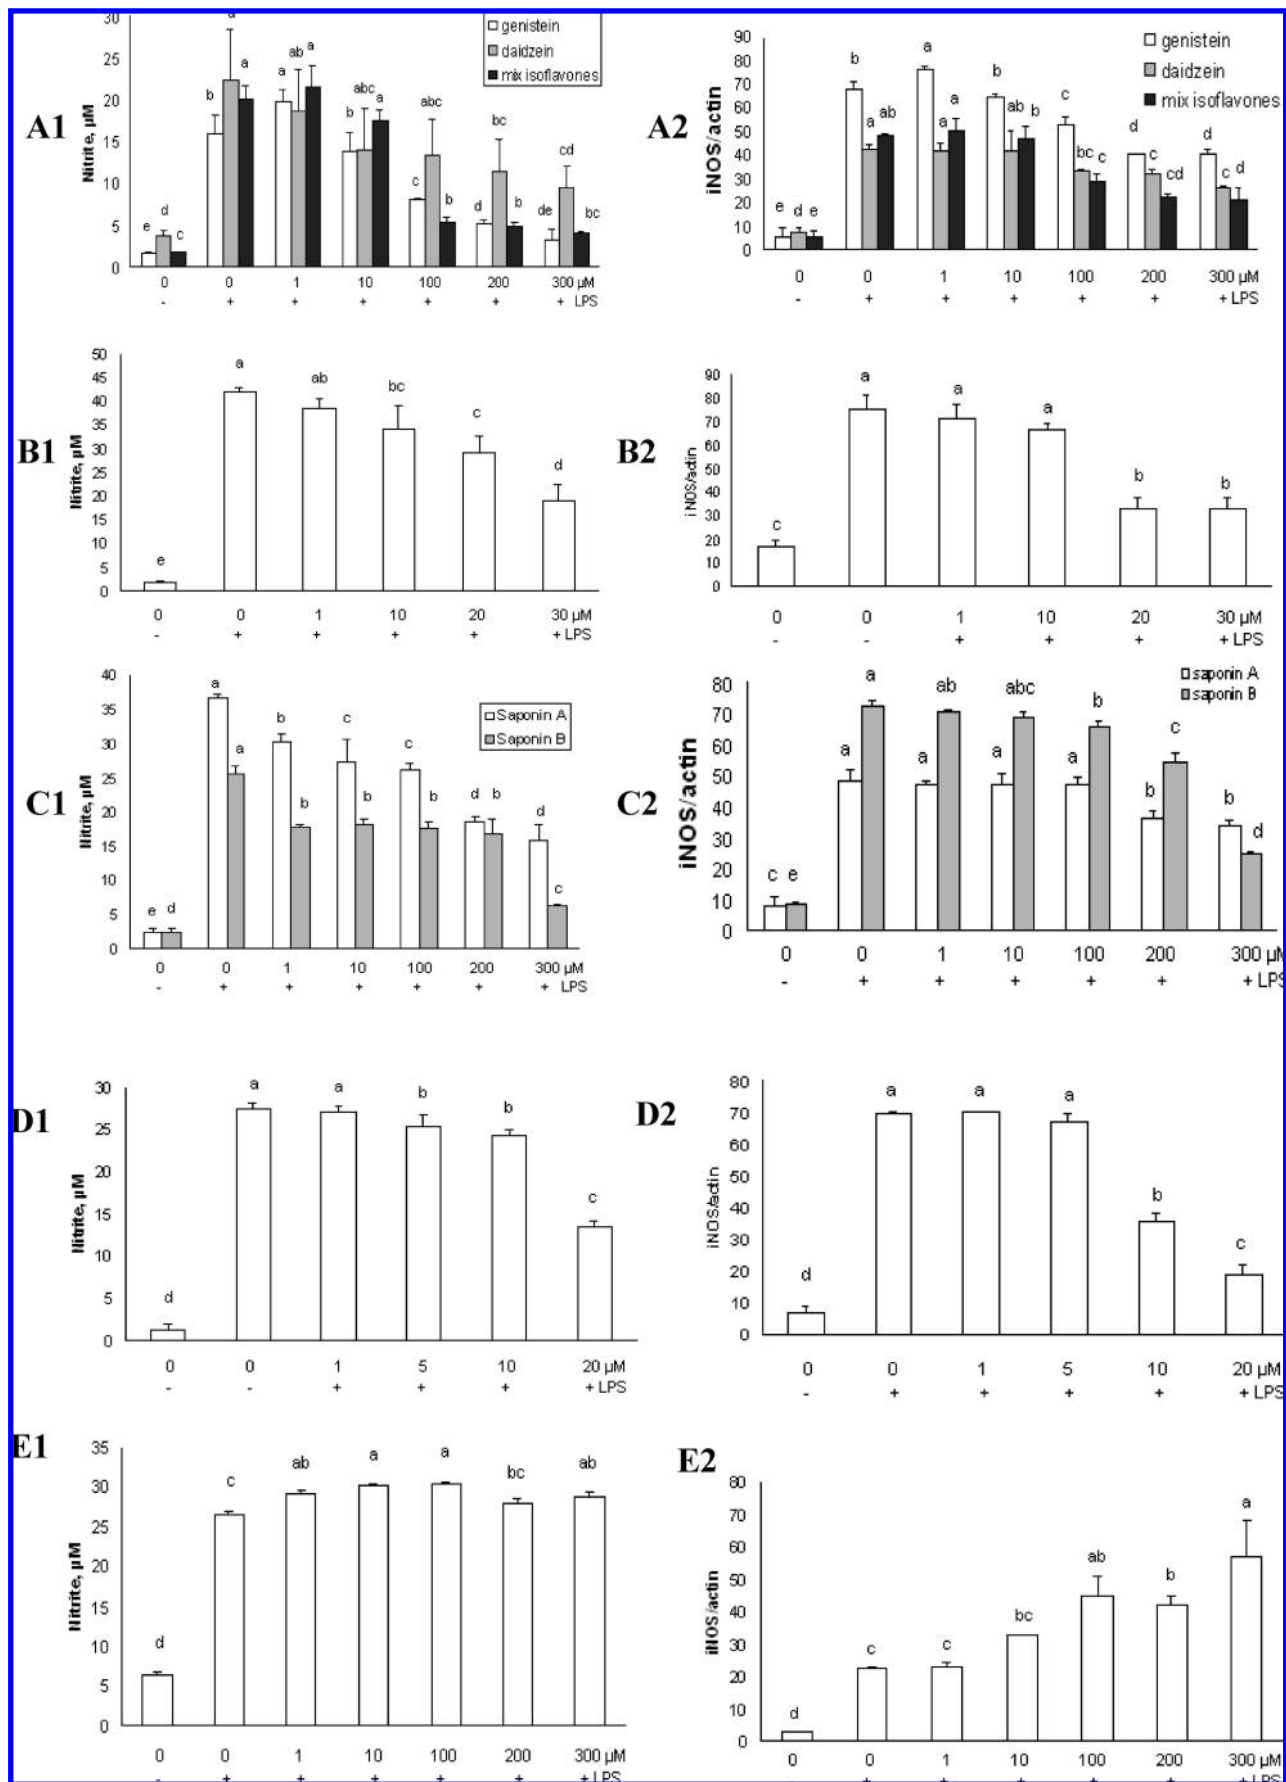 A1
Nitrite, µM
30
25
20
15
10
5
0
genistein
daidzein
mix isoflavones
e d c
b a a
a ab a
b abc a
c abc b
d bc b
de cd bc
0 0 1 10 100 200 300 µM
- + + + + + + LPS
A2
iNOS/actin
90
80
70
60
50
40
30
20
10
0
genistein
daidzein
mix isoflavones
e d e
b a ab
a a a
b ab b
c bc c
d c cd
d c d
0 0 1 10 100 200 300 µM
- + + + + + + LPS
B1
Nitrite, µM
50
45
40
35
30
25
20
15
10
5
0
e a ab bc c d
0 0 1 10 20 30 µM
- + + + + + LPS
B2
iNOS/actin
90
80
70
60
50
40
30
20
10
0
c a a a b b
0 0 1 10 20 30 µM
- - + + + + LPS
C1
Nitrite, µM
40
35
30
25
20
15
10
5
0
Saponin A
Saponin B
e d
a a
b b
c b
c b
d b
d c
0 0 1 10 100 200 300 µM
- + + + + + + LPS
C2
iNOS/actin
80
70
60
50
40
30
20
10
0
saponin A
saponin B
c e
a a
a ab
a abc
a b
b c
b d
0 0 1 10 100 200 300 µM
- + + + + + + LPS
D1
Nitrite, µM
30
25
20
15
10
5
0
d a a b b c
0 0 1 5 10 20 µM
- - + + + + LPS
D2
iNOS/actin
80
70
60
50
40
30
20
10
0
d a a a b c
0 0 1 5 10 20 µM
- + + + + + LPS
E1
Nitrite, µM
35
30
25
20
15
10
5
0
d c ab a a bc ab
0 0 1 10 100 200 300 µM
- + + + + + + LPS
E2
iNOS/actin
80
70
60
50
40
30
20
10
0
d c c bc ab b a
0 0 1 10 100 200 300 µM
- + + + + + + LPS